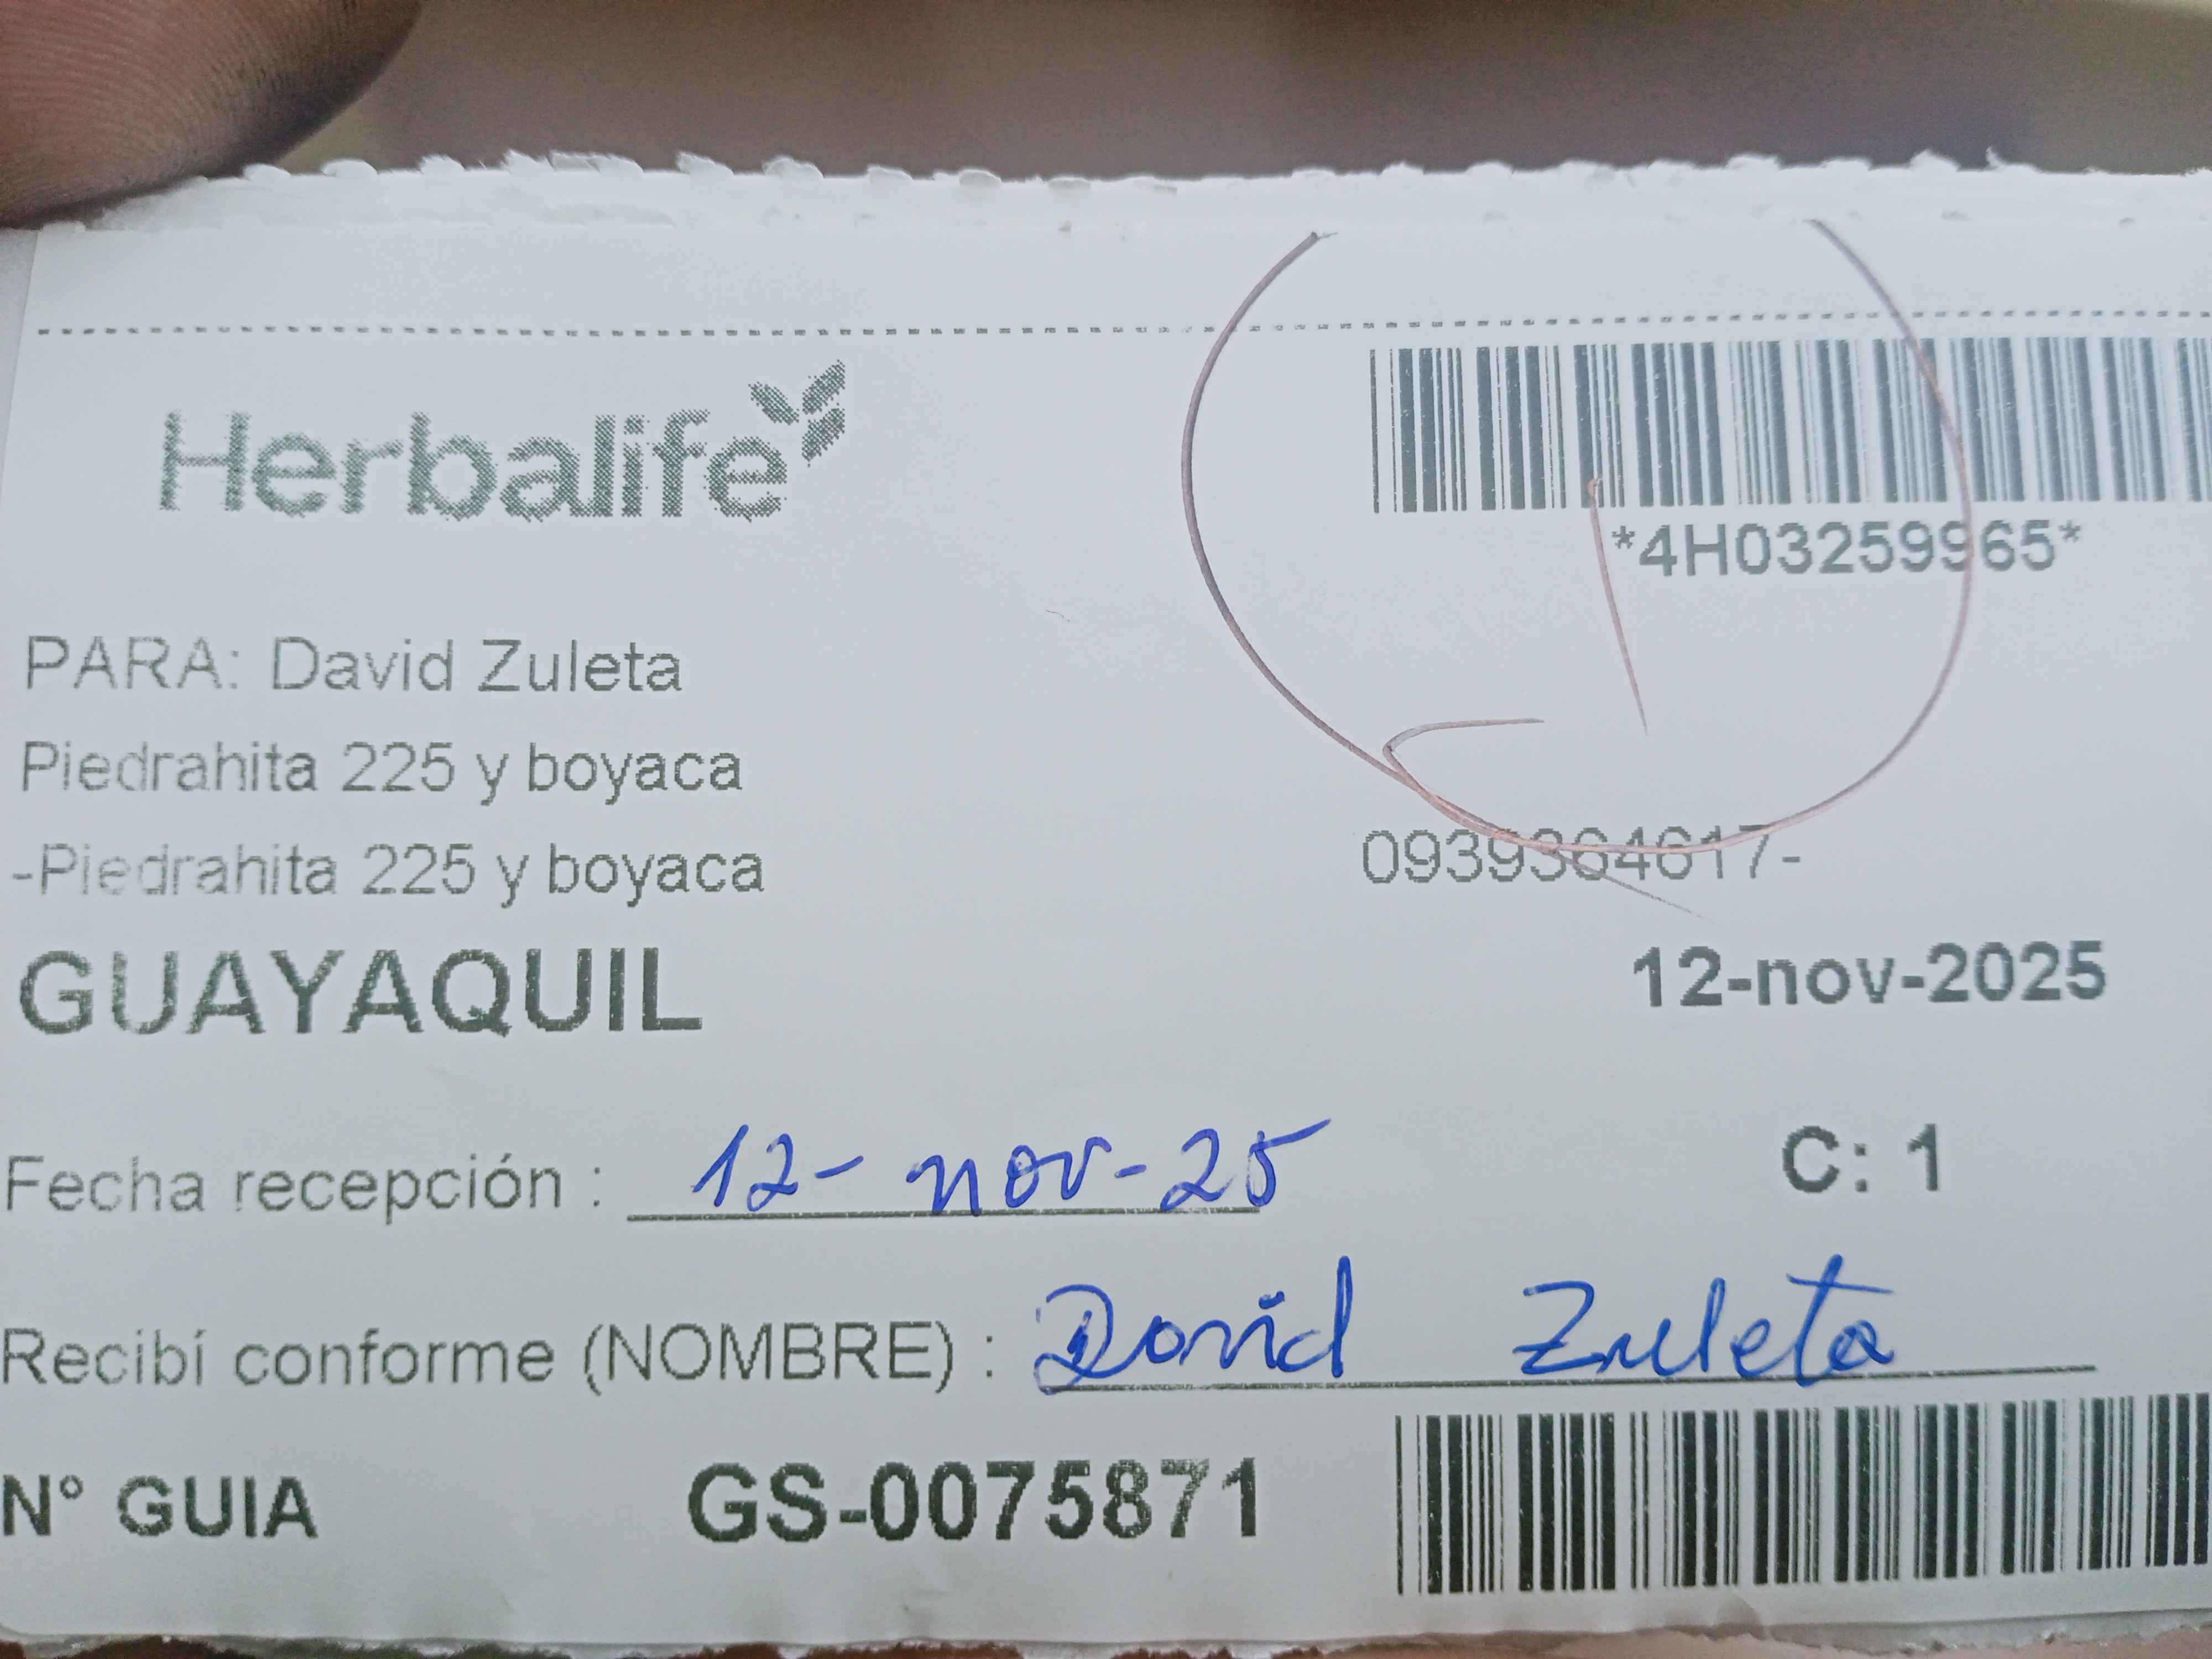 Herbalife
*4H03259965*
PARA: David Zuleta
Piedrahita 225 y boyaca
-Piedrahita 225 y boyaca
0939364617-
GUAYAQUIL
12-nov-2025
Fecha recepción : 12-nov-25
C: 1
Recibí conforme (NOMBRE) : David Zuleta
N° GUIA GS-0075871